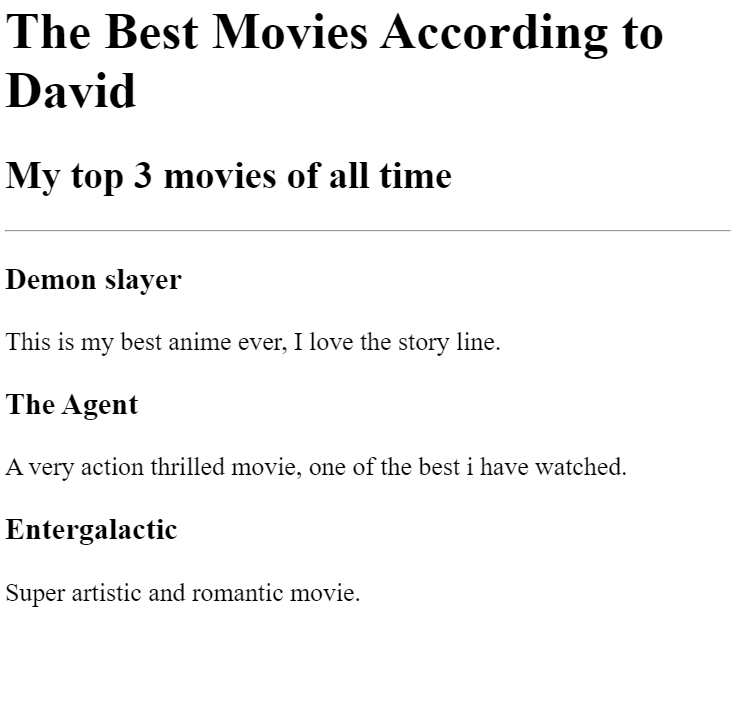 The Best Movies According to
David
My top 3 movies of all time
Demon slayer
This is my best anime ever, I love the story line.
The Agent
A very action thrilled movie, one of the best i have watched.
Entergalactic
Super artistic and romantic movie.